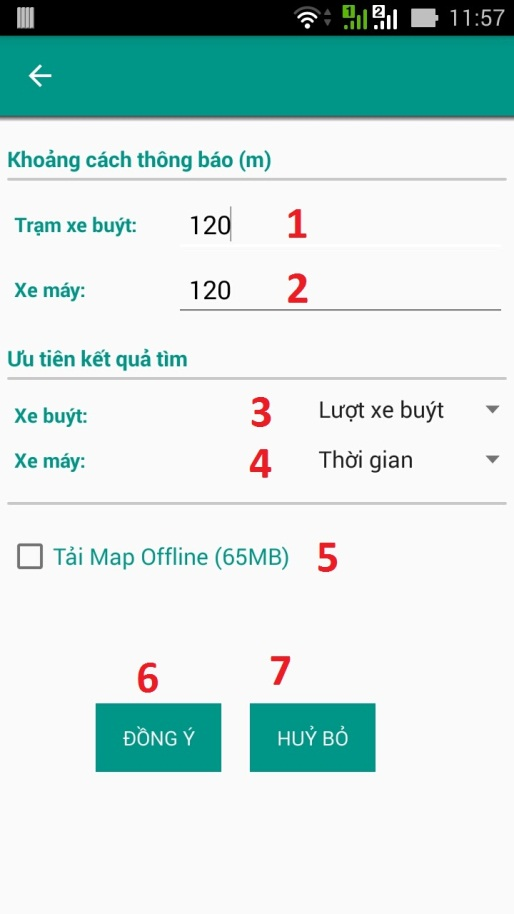 1 2 11:57
Khoảng cách thông báo (m)
Trạm xe buýt: 120 1
Xe máy: 120 2
Ưu tiên kết quả tìm
Xe buýt: 3 Lượt xe buýt
Xe máy: 4 Thời gian
Tải Map Offline (65MB) 5
6 7
ĐỒNG Ý HUỶ BỎ